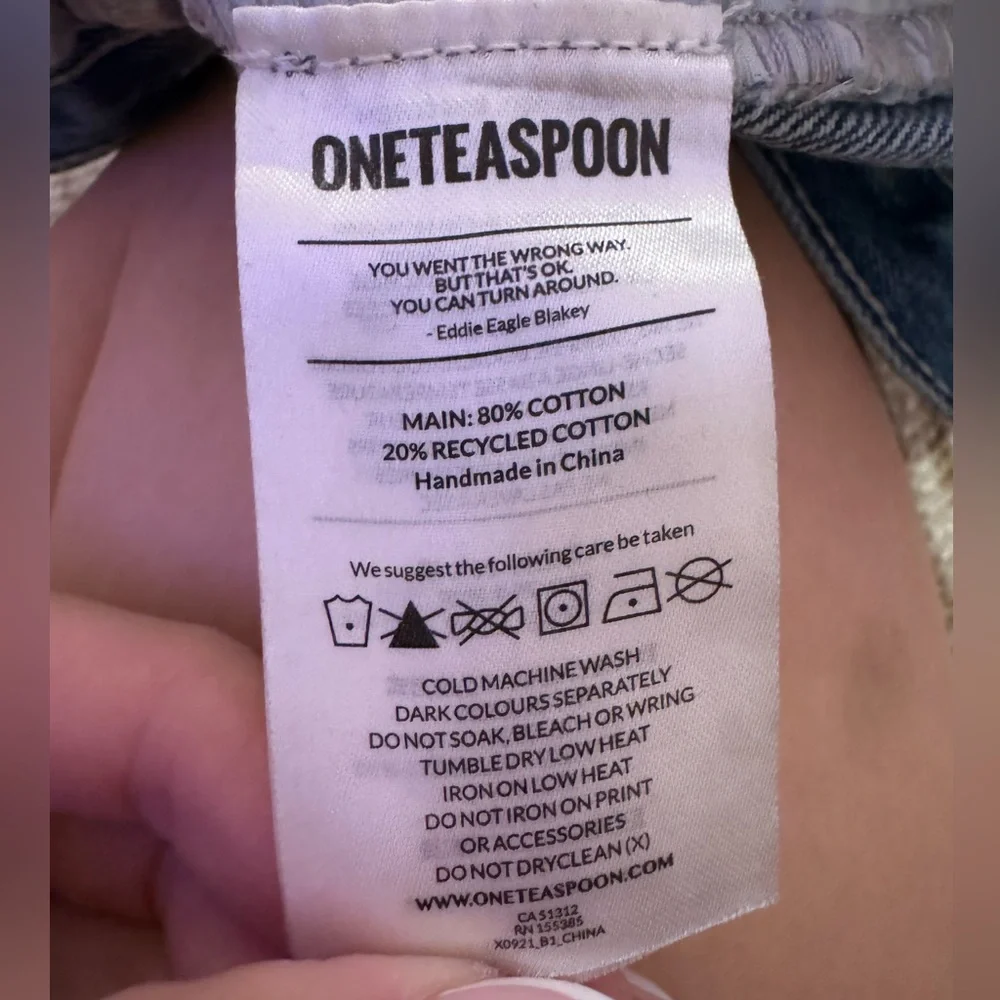 ONETEASPOON
YOU WENT THE WRONG WAY.
BUT THAT'S OK.
YOU CAN TURN AROUND.
- Eddie Eagle Blakey
MAIN: 80% COTTON
20% RECYCLED COTTON
Handmade in China
We suggest the following care be taken
COLD MACHINE WASH
DARK COLOURS SEPARATELY
DO NOT SOAK, BLEACH OR WRING
TUMBLE DRY LOW HEAT
IRON ON LOW HEAT
DO NOT IRON ON PRINT
OR ACCESSORIES
DO NOT DRYCLEAN (X)
WWW.ONETEASPOON.COM
CA 51312
RN 155385
X0921_B1_CHINA